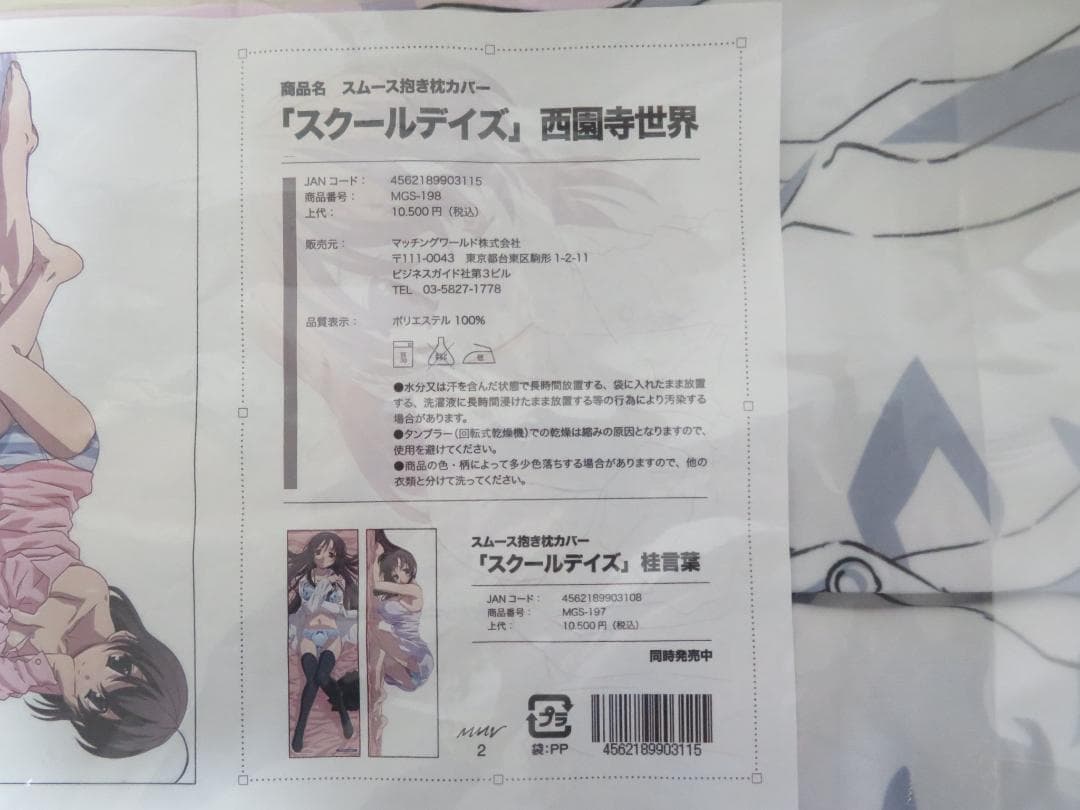 商品名　スムース抱き枕カバー
「スクールデイズ」西園寺世界
JANコード：　4562189903115
商品番号：　MGS-198
上代：　10.500円（税込）
販売元：　マッチングワールド株式会社
〒111-0043　東京都台東区駒形1-2-11
ビジネスガイド社第3ビル
TEL　03-5827-1778
品質表示：　ポリエステル 100%
●水分又は汗を含んだ状態で長時間放置する、袋に入れたまま放置
する、洗濯液に長時間浸けたまま放置する等の行為により汚染する
場合があります。
●タンブラー（回転式乾燥機）での乾燥は縮みの原因となりますので、
使用を避けてください。
●商品の色・柄によって多少色落ちする場合がありますので、他の
衣類と分けて洗ってください。
スムース抱き枕カバー
「スクールデイズ」桂言葉
JANコード：　4562189903108
商品番号：　MGS-197
上代：　10.500円（税込）
同時発売中
プラ
袋：PP
2
4562189903115